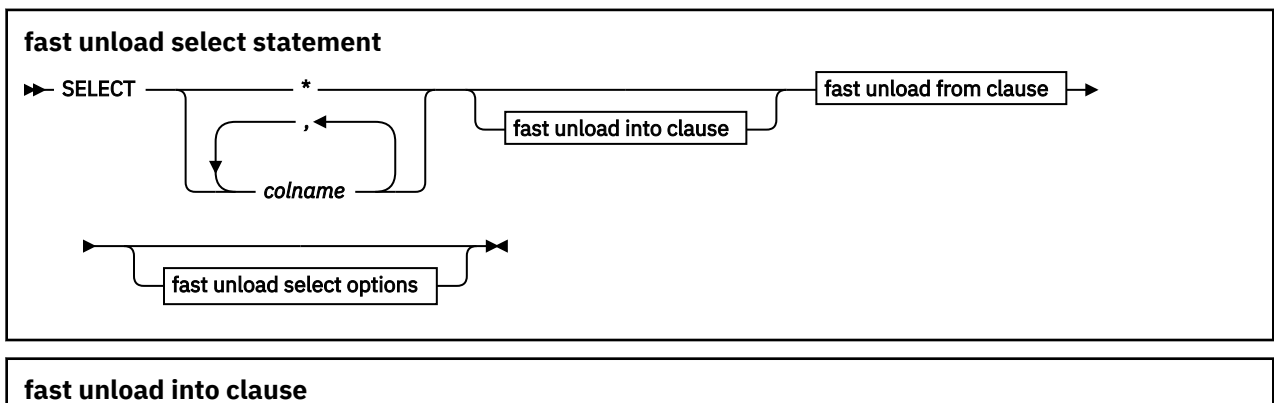 fast unload select statement
SELECT * fast unload from clause
,
fast unload into clause
colname
fast unload select options
fast unload into clause